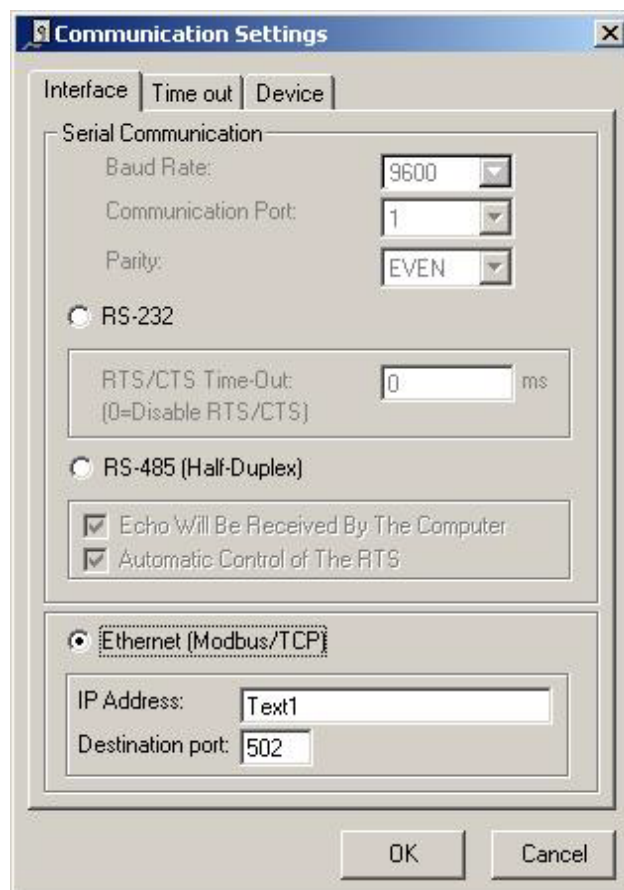 Communication Settings
Interface Time out Device
Serial Communication
Baud Rate: 9600
Communication Port: 1
Parity: EVEN
RS-232
RTS/CTS Time-Out: 0 ms
(0=Disable RTS/CTS)
RS-485 (Half-Duplex)
Echo Will Be Received By The Computer
Automatic Control of The RTS
Ethernet (Modbus/TCP)
IP Address: Text1
Destination port: 502
OK Cancel